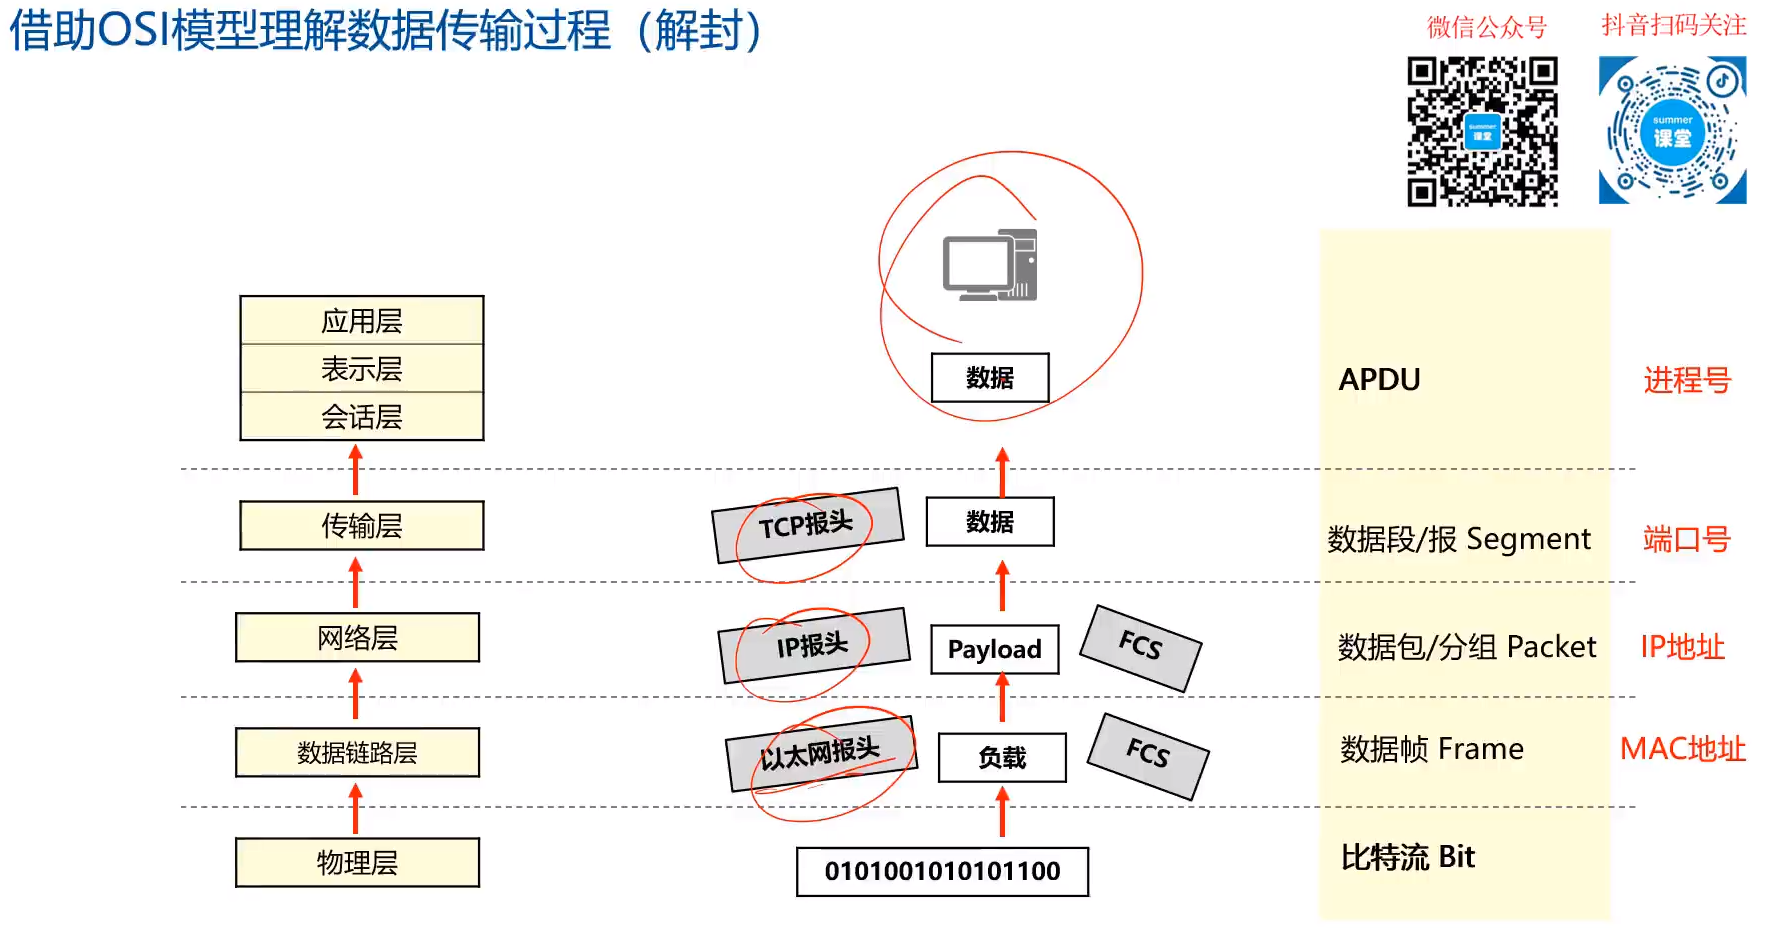 借助OSI模型理解数据传输过程（解封）
微信公众号
抖音扫码关注
summer
课堂
summer
课堂
应用层
表示层
会话层
数据
APDU
进程号
传输层
TCP报头
数据
数据段/报 Segment
端口号
网络层
IP报头
Payload
FCS
数据包/分组 Packet
IP地址
数据链路层
以太网报头
负载
FCS
数据帧 Frame
MAC地址
物理层
0101001010101100
比特流 Bit